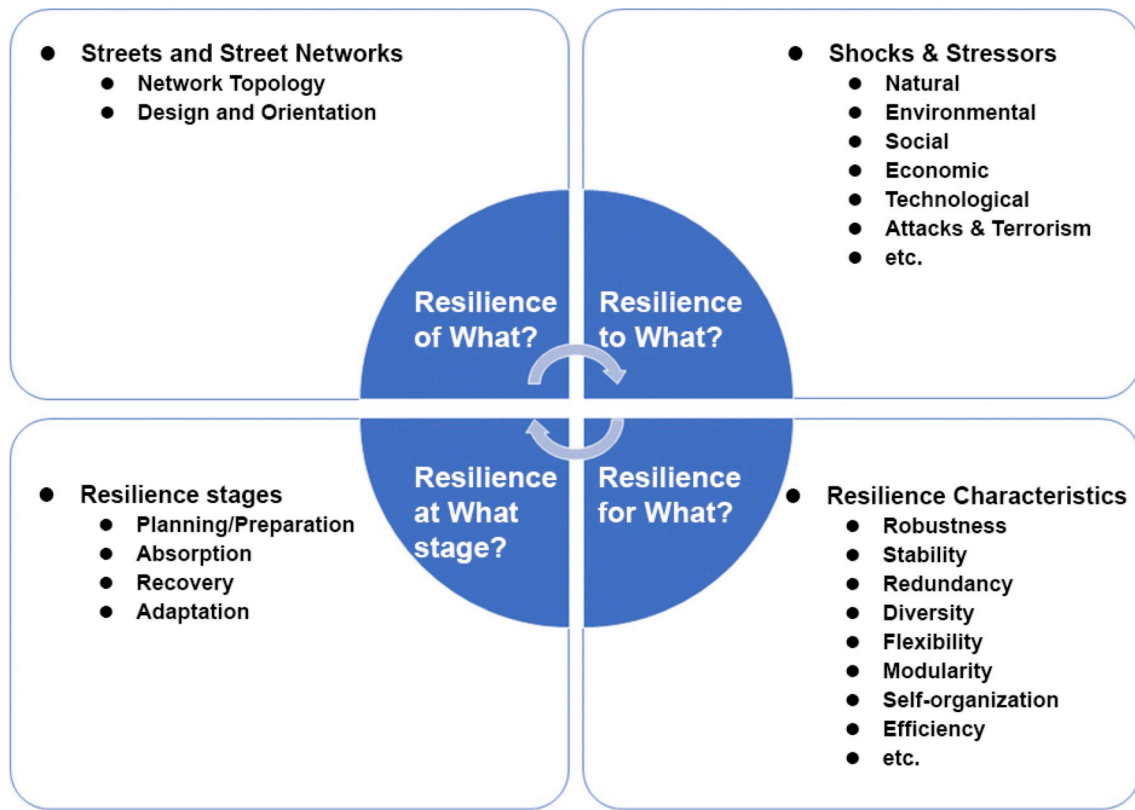 Streets and Street Networks
Network Topology
Design and Orientation
Shocks & Stressors
Natural
Environmental
Social
Economic
Technological
Attacks & Terrorism
etc.
Resilience
of What?
Resilience
to What?
Resilience
at What
stage?
Resilience
for What?
Resilience stages
Planning/Preparation
Absorption
Recovery
Adaptation
Resilience Characteristics
Robustness
Stability
Redundancy
Diversity
Flexibility
Modularity
Self-organization
Efficiency
etc.